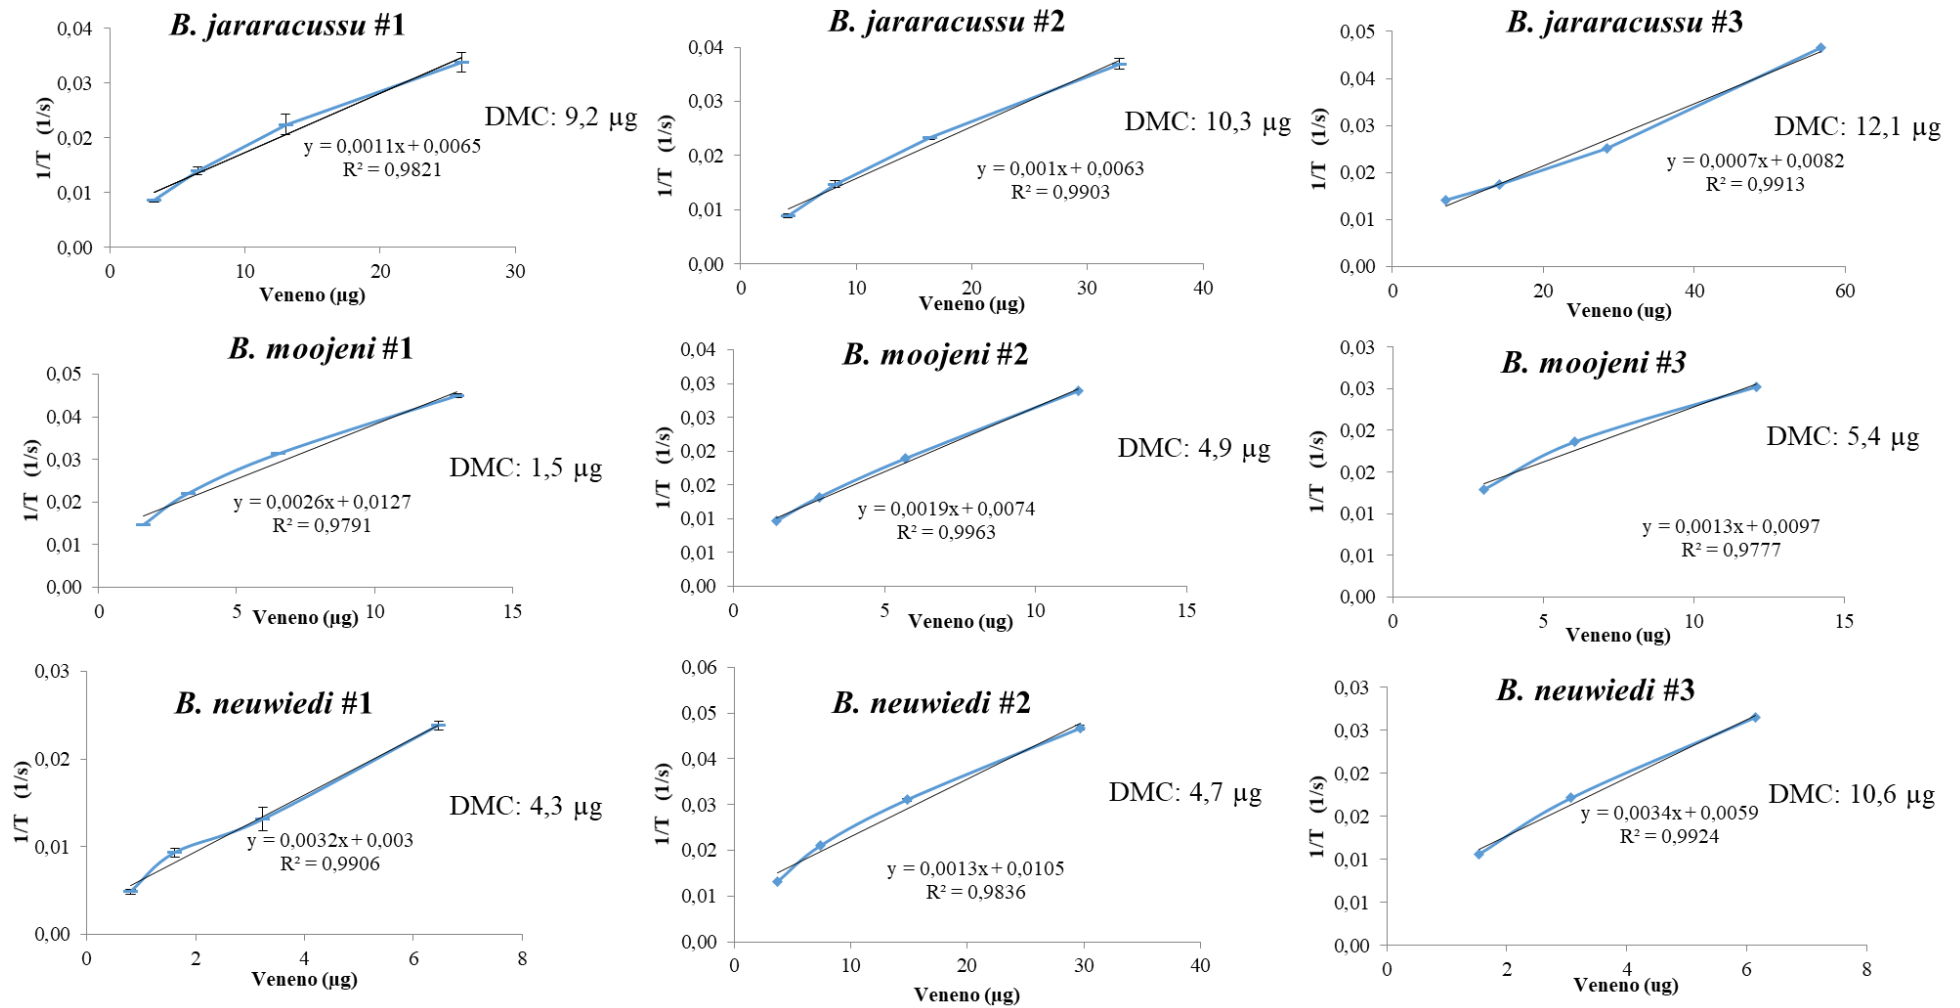 B. jararacussu #1
0,04
0,03
0,02
0,01
0,00
1/T (1/s)
DMC: 9,2 µg
y = 0,0011x + 0,0065
R² = 0,9821
0 10 20 30
Veneno (µg)
B. jararacussu #2
0,04
0,03
0,02
0,01
0,00
1/T (1/s)
DMC: 10,3 µg
y = 0,001x + 0,0063
R² = 0,9903
0 10 20 30 40
Veneno (µg)
B. jararacussu #3
0,05
0,04
0,03
0,02
0,01
0,00
1/T (1/s)
DMC: 12,1 µg
y = 0,0007x + 0,0082
R² = 0,9913
0 20 40 60
Veneno (ug)
B. moojeni #1
0,05
0,04
0,03
0,02
0,01
0,00
1/T (1/s)
DMC: 1,5 µg
y = 0,0026x + 0,0127
R² = 0,9791
0 5 10 15
Veneno (µg)
B. moojeni #2
0,04
0,03
0,03
0,02
0,02
0,01
0,01
0,00
1/T (1/s)
DMC: 4,9 µg
y = 0,0019x + 0,0074
R² = 0,9963
0 5 10 15
Veneno (ug)
B. moojeni #3
0,03
0,03
0,02
0,02
0,01
0,01
0,00
1/T (1/s)
DMC: 5,4 µg
y = 0,0013x + 0,0097
R² = 0,9777
0 5 10 15
Veneno (ug)
B. neuwiedi #1
0,03
0,02
0,01
0,00
1/T (1/s)
DMC: 4,3 µg
y = 0,0032x + 0,003
R² = 0,9906
0 2 4 6 8
Veneno (µg)
B. neuwiedi #2
0,06
0,05
0,04
0,03
0,02
0,01
0,00
1/T (1/s)
DMC: 4,7 µg
y = 0,0013x + 0,0105
R² = 0,9836
0 10 20 30 40
Veneno (µg)
B. neuwiedi #3
0,03
0,03
0,02
0,02
0,01
0,01
0,00
1/T (1/s)
DMC: 10,6 µg
y = 0,0034x + 0,0059
R² = 0,9924
0 2 4 6 8
Veneno (ug)